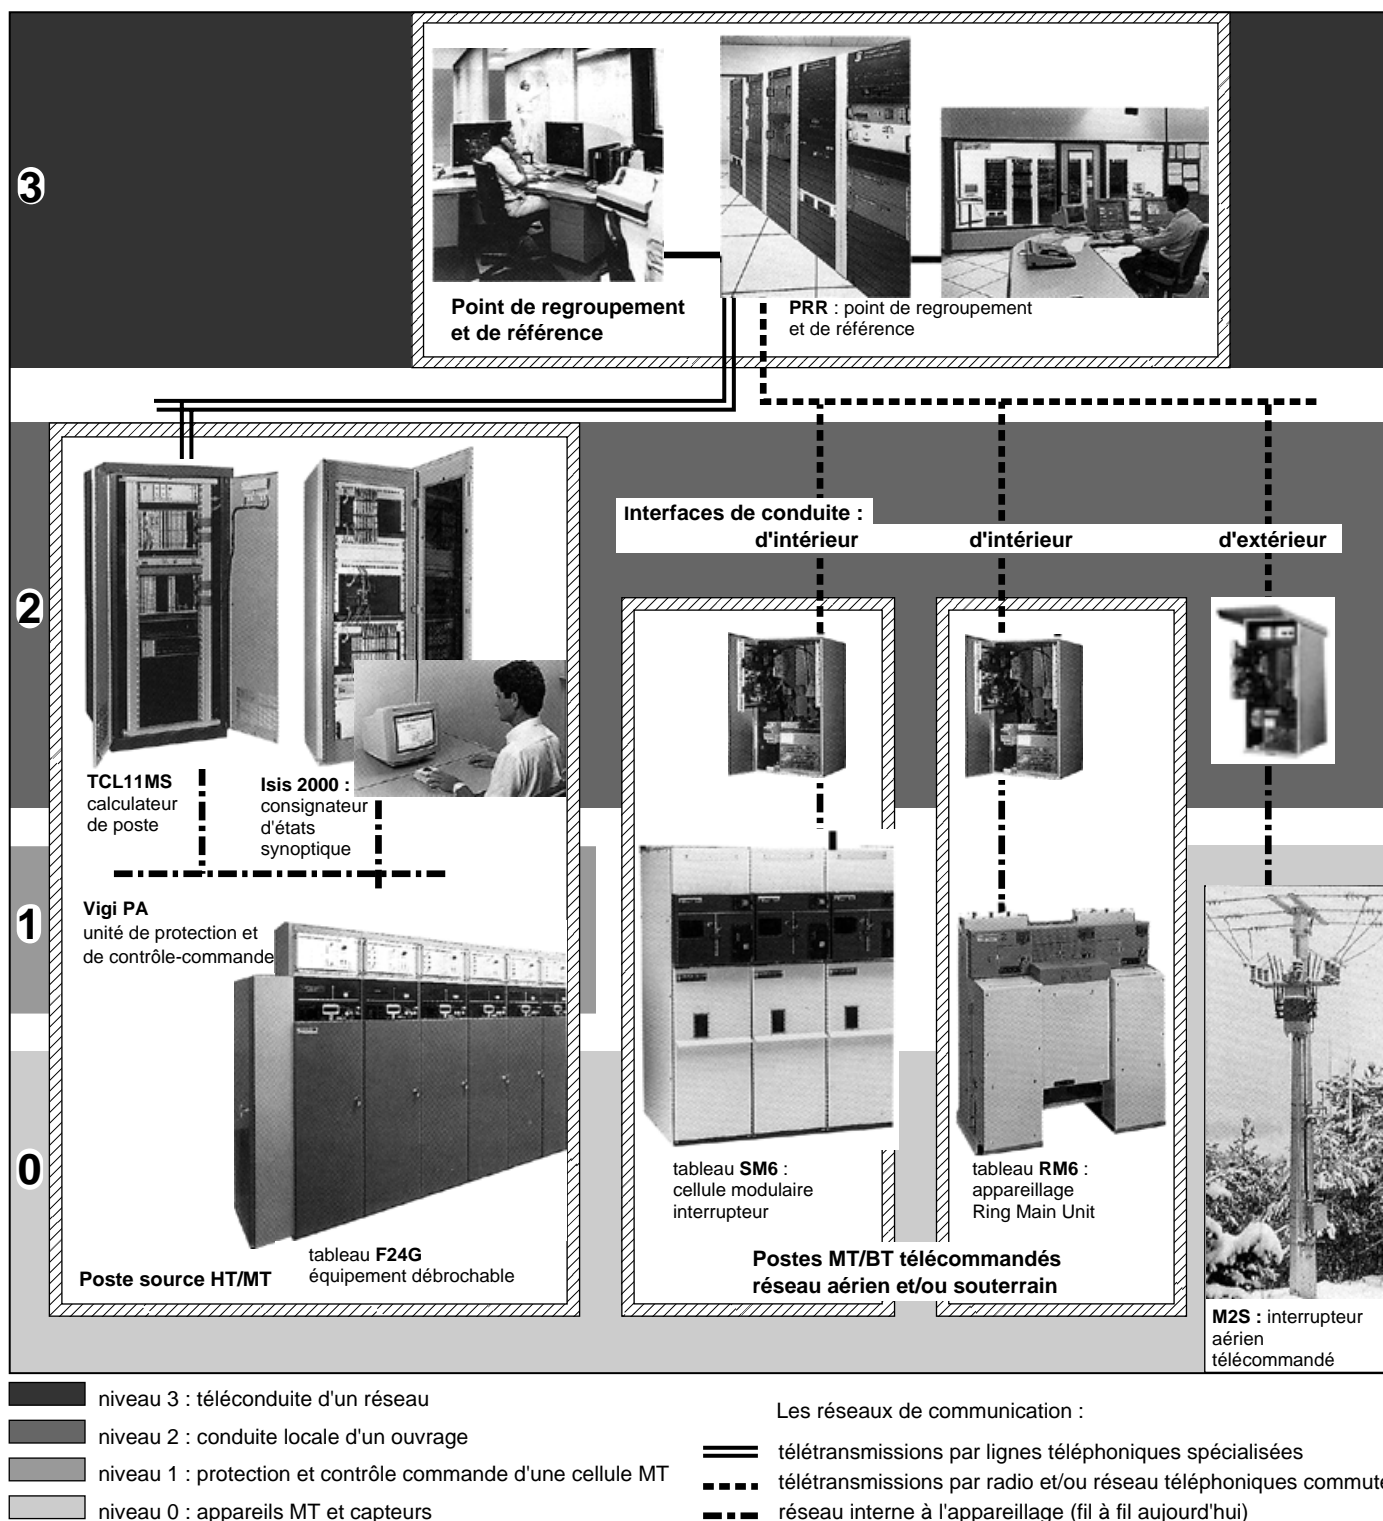 3
Point de regroupement
et de référence
PRR : point de regroupement
et de référence
2
Interfaces de conduite :
d'intérieur
d'intérieur
d'extérieur
TCL11MS
calculateur
de poste
Isis 2000 :
consignateur
d'états
synoptique
1
Vigi PA
unité de protection et
de contrôle-commande
0
tableau F24G
équipement débrochable
Poste source HT/MT
tableau SM6 :
cellule modulaire
interrupteur
tableau RM6 :
appareillage
Ring Main Unit
Postes MT/BT télécommandés
réseau aérien et/ou souterrain
M2S : interrupteur
aérien
télécommandé
niveau 3 : téléconduite d'un réseau
niveau 2 : conduite locale d'un ouvrage
niveau 1 : protection et contrôle commande d'une cellule MT
niveau 0 : appareils MT et capteurs
Les réseaux de communication :
télétransmissions par lignes téléphoniques spécialisées
télétransmissions par radio et/ou réseau téléphoniques commuté
réseau interne à l'appareillage (fil à fil aujourd'hui)